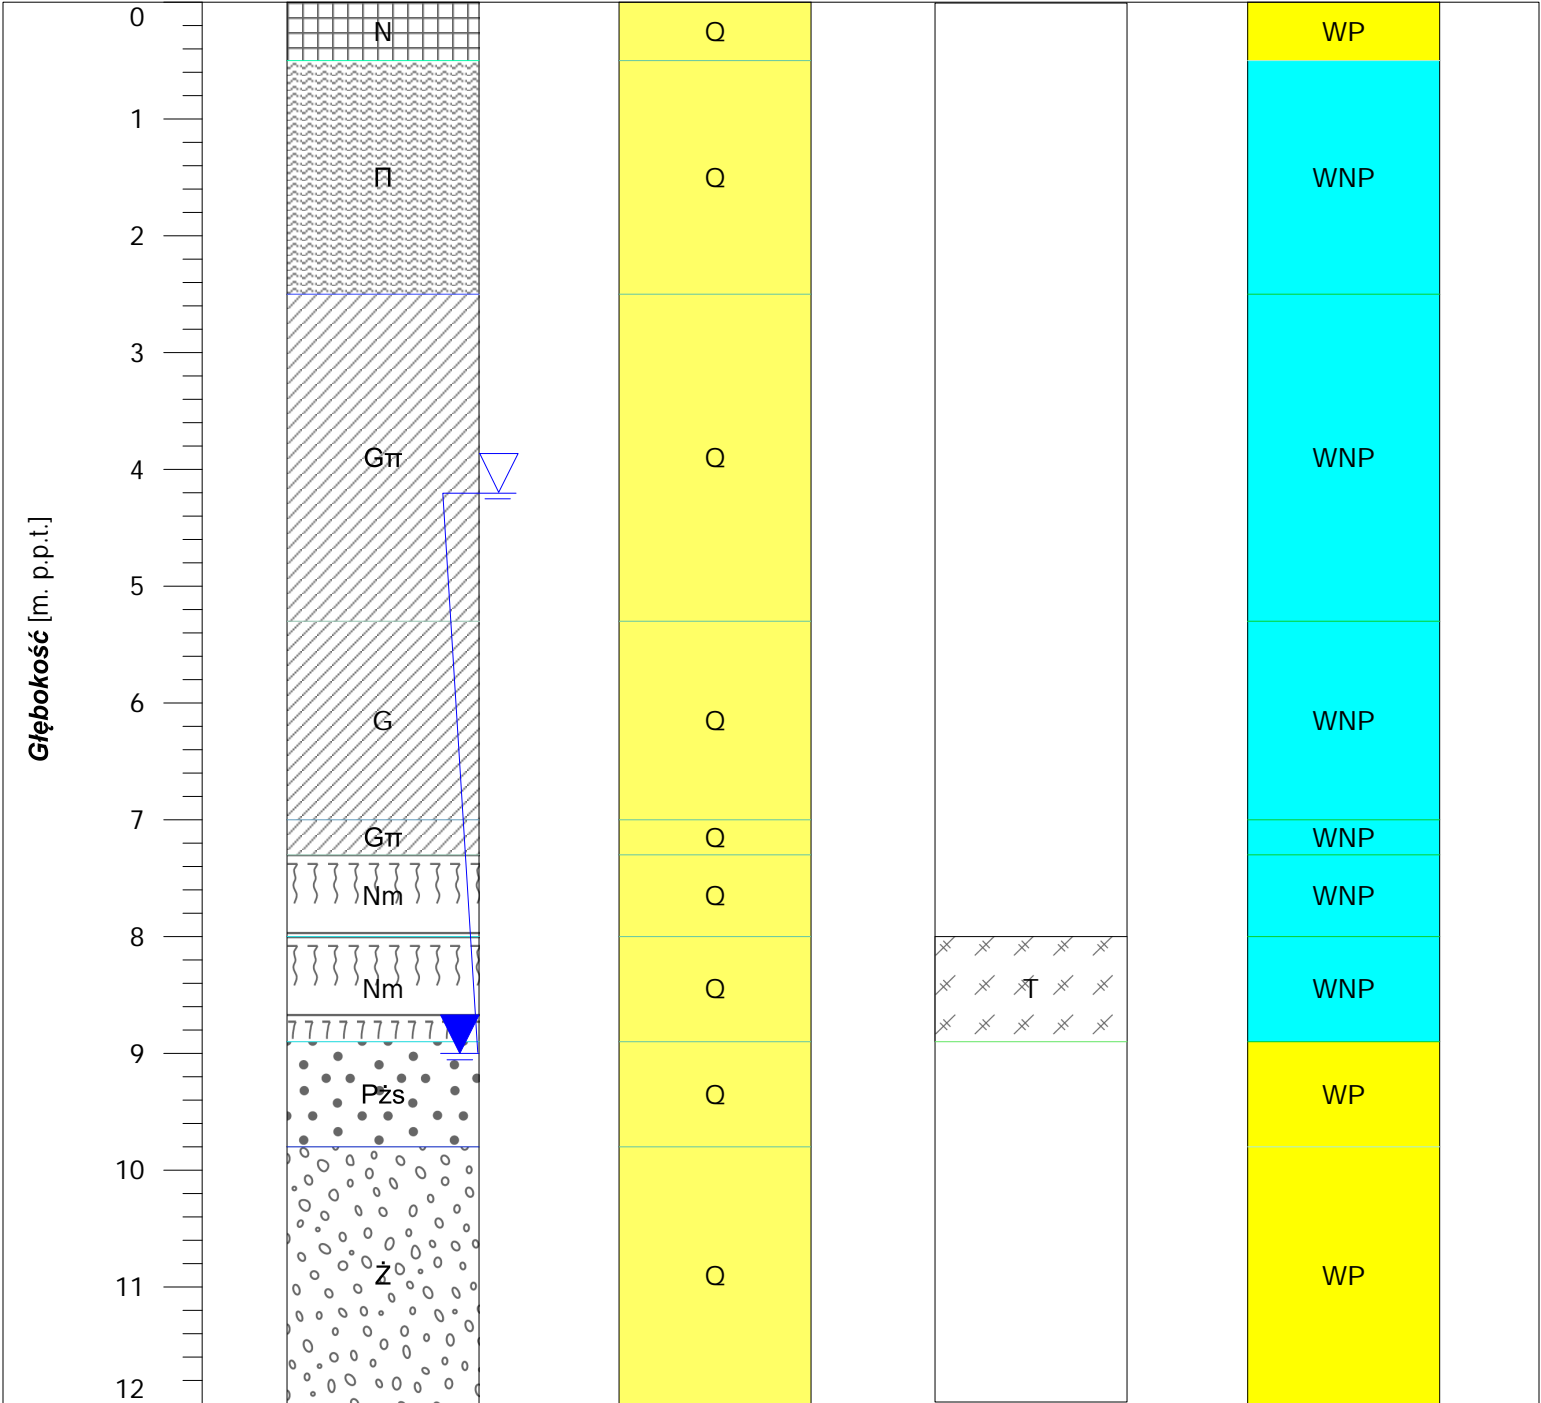 0
N Q WP
1
Π Q WNP
2
3
Gπ Q WNP
4
5
Głębokość [m. p.p.t.]
6
G Q WNP
7
Gπ Q WNP
Nm Q WNP
8
Nm Q T WNP
9
Pżs Q WP
10
Ż Q WP
11
12